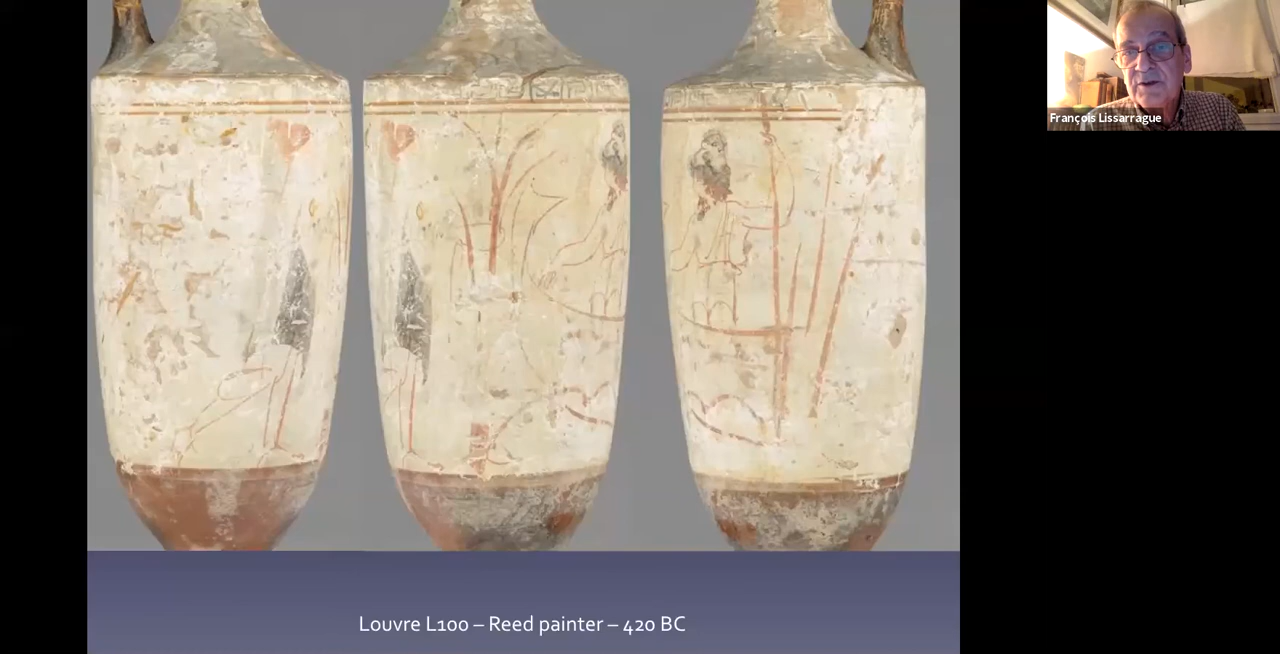 François Lissarrague
Louvre L100 – Reed painter – 420 BC